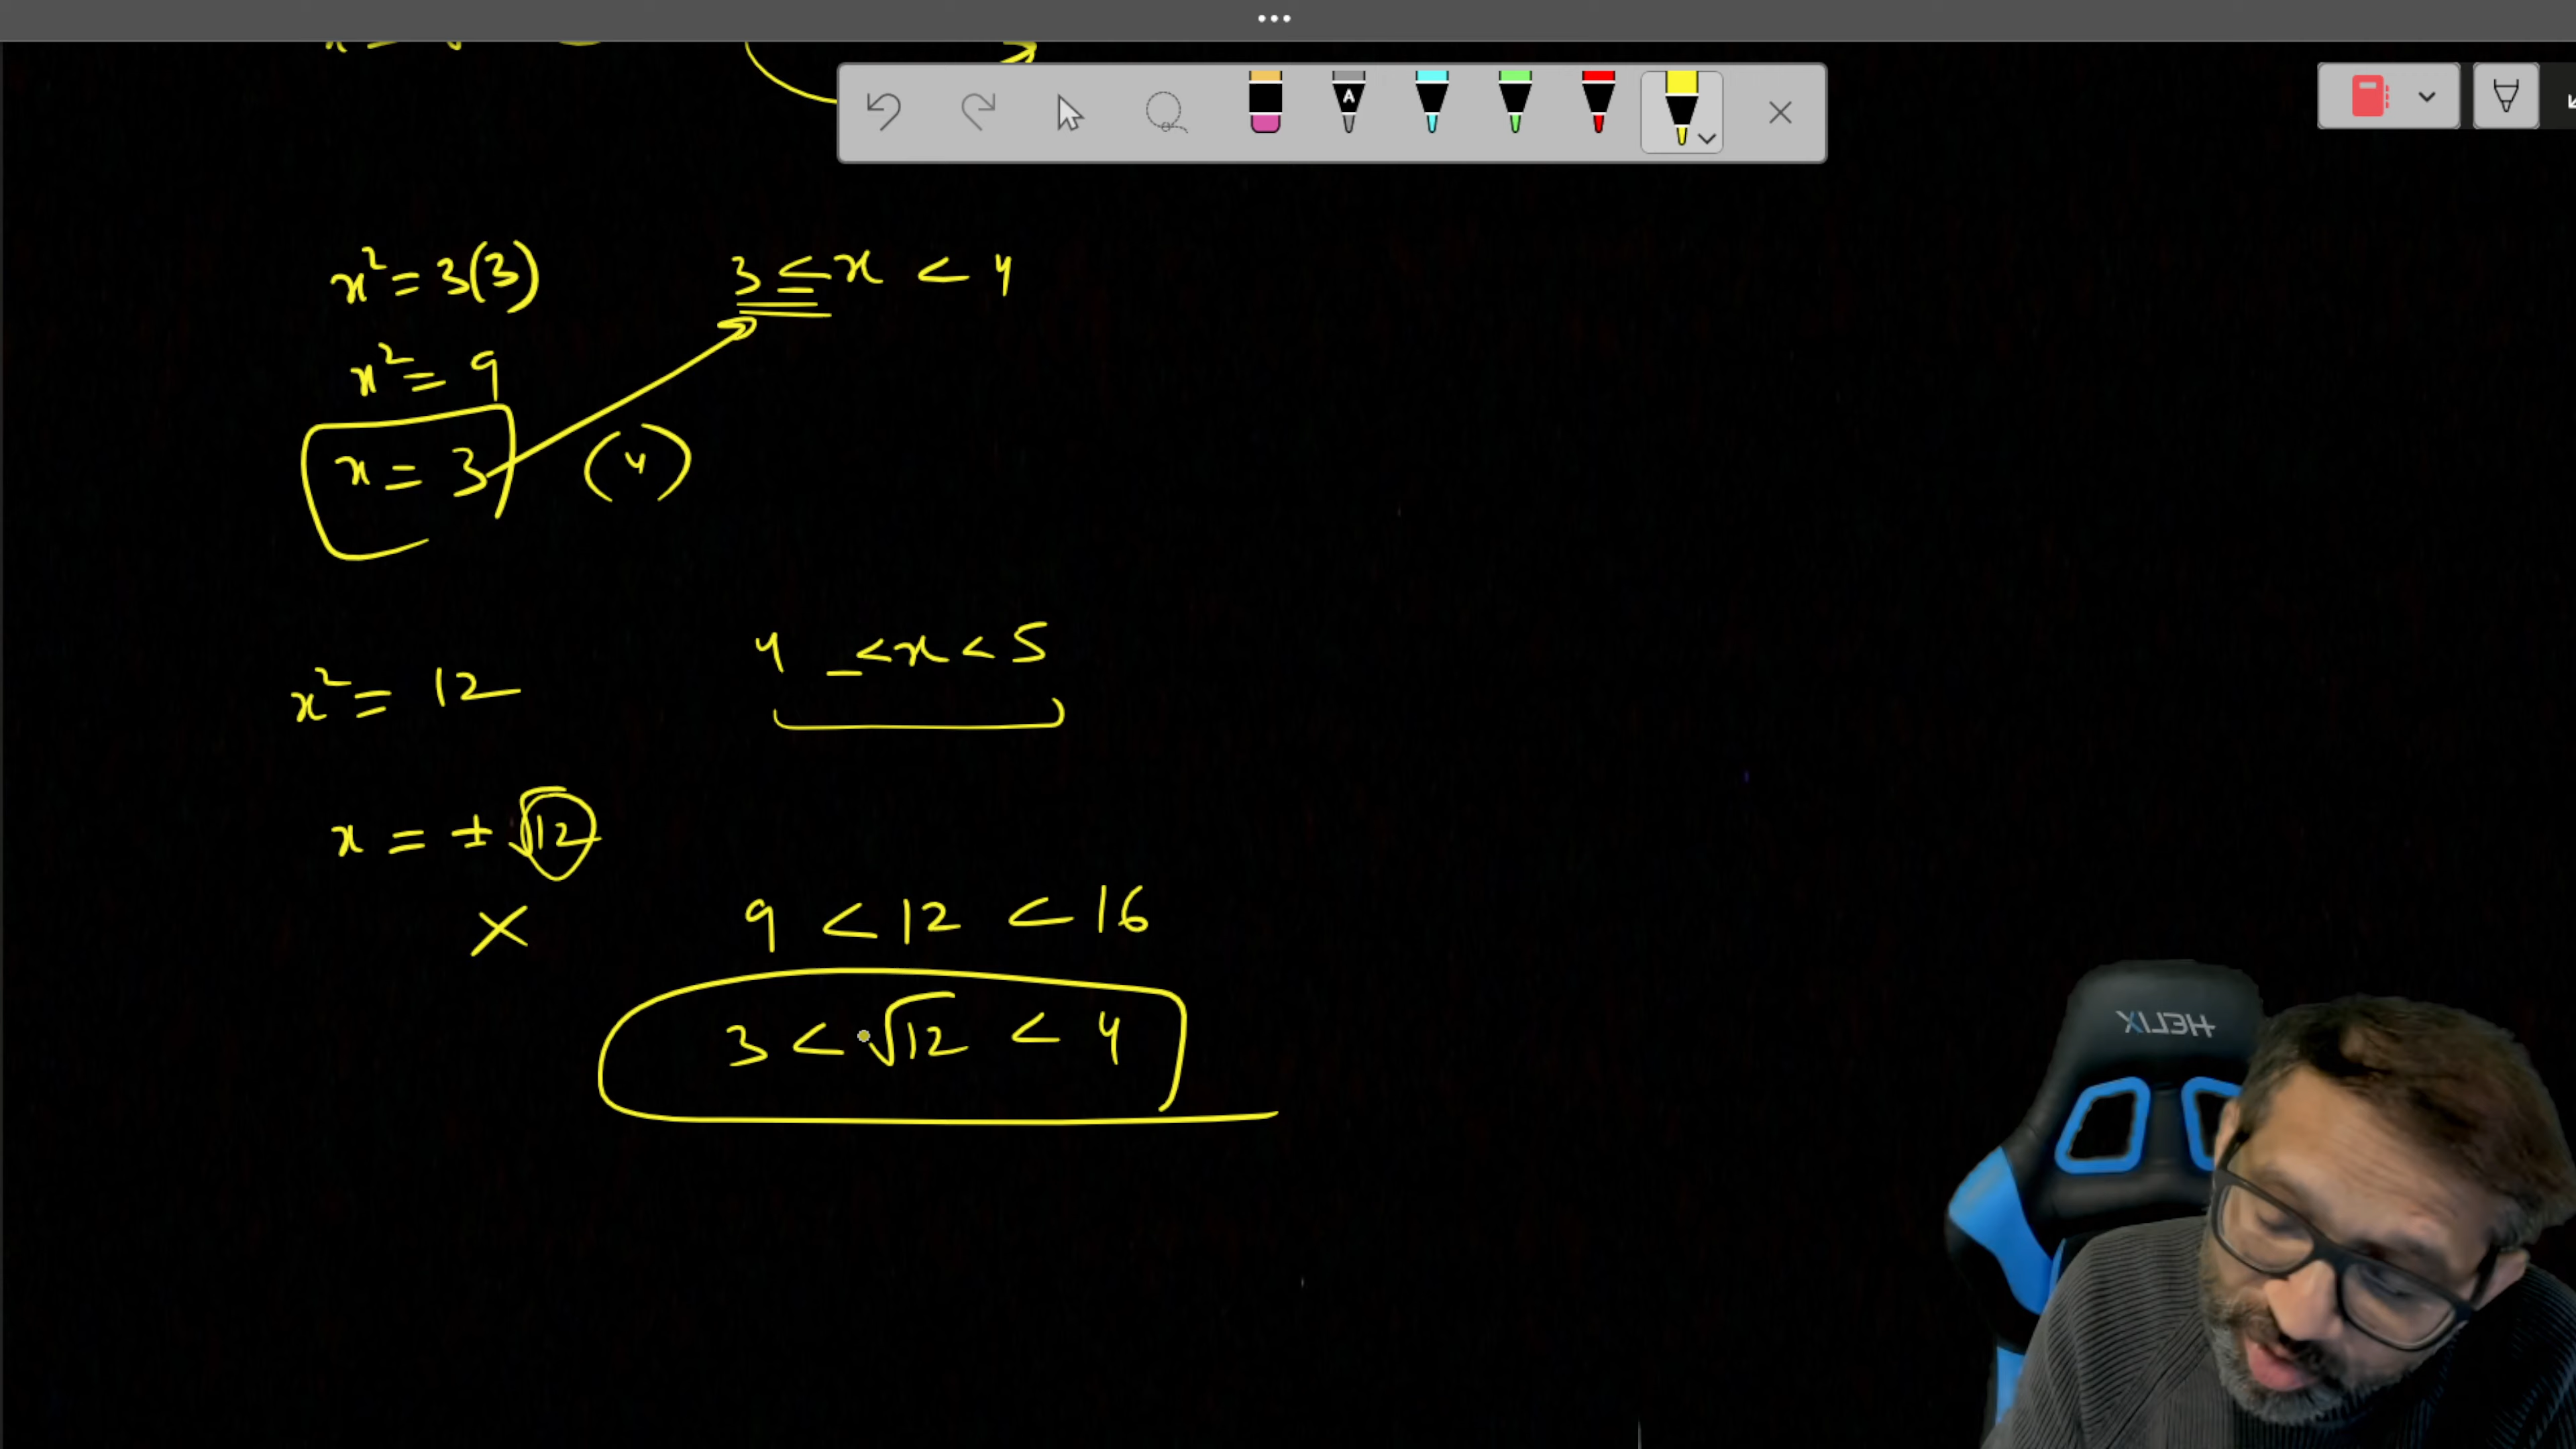 x² = 3(3)
3 ≤ x < 4
x² = 9
x = 3
(4)
4 ≤ x < 5
x² = 12
x = ± √12
×
9 < 12 < 16
3 < √12 < 4
A
HELIX